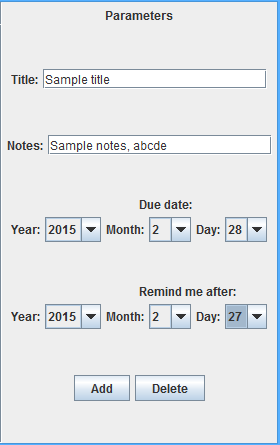 Parameters
Title: Sample title
Notes: Sample notes, abcde
Due date:
Year: 2015 Month: 2 Day: 28
Remind me after:
Year: 2015 Month: 2 Day: 27
Add Delete